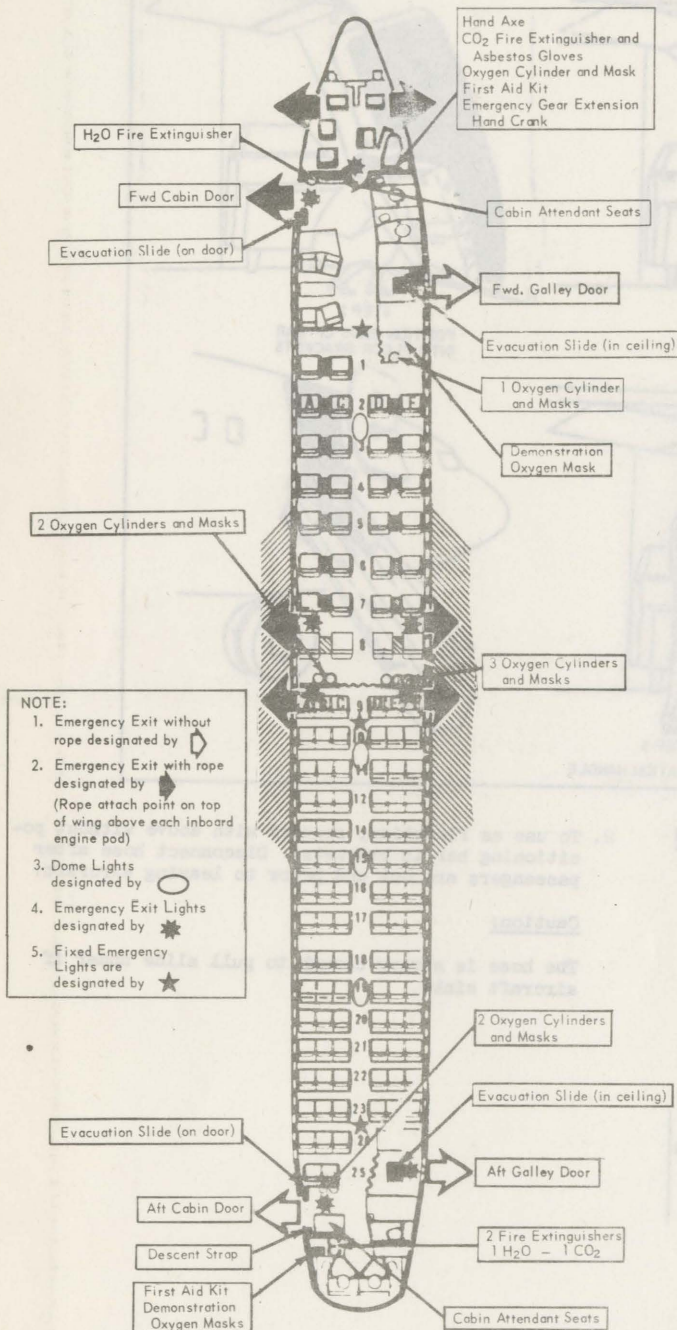 Hand Axe
CO2 Fire Extinguisher and
Asbestos Gloves
Oxygen Cylinder and Mask
First Aid Kit
Emergency Gear Extension
Hand Crank
H2O Fire Extinguisher
Fwd Cabin Door
Cabin Attendant Seats
Evacuation Slide (on door)
Fwd. Galley Door
Evacuation Slide (in ceiling)
1
1 Oxygen Cylinder
and Masks
A C 2 D E
3
Demonstration
Oxygen Mask
4
2 Oxygen Cylinders and Masks
5
6
7
8
3 Oxygen Cylinders
and Masks
9
NOTE:
1. Emergency Exit without
rope designated by
2. Emergency Exit with rope
designated by
(Rope attach point on top
of wing above each inboard
engine pod)
3. Dome Lights
designated by
4. Emergency Exit Lights
designated by
5. Fixed Emergency
Lights are
designated by
11
12
14
15
16
17
18
19
20
21
22
23
2 Oxygen Cylinders
and Masks
Evacuation Slide (in ceiling)
Evacuation Slide (on door)
25
Aft Galley Door
Aft Cabin Door
Descent Strap
2 Fire Extinguishers
1 H2O – 1 CO2
First Aid Kit
Demonstration
Oxygen Masks
Cabin Attendant Seats